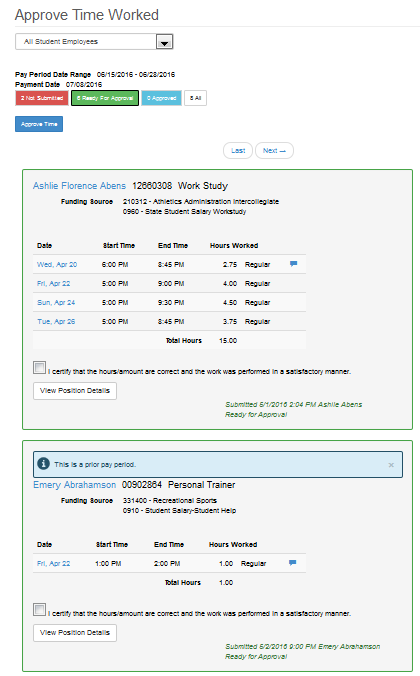 Approve Time Worked
All Student Employees
Pay Period Date Range 06/15/2016 - 06/28/2016
Payment Date 07/08/2016
2 Not Submitted 6 Ready For Approval 0 Approved 8 All
Approve Time
Last Next →
Ashlie Florence Abens 12660308 Work Study
Funding Source 210312 - Athletics Administration Intercollegiate
0960 - State Student Salary Workstudy
Date Start Time End Time Hours Worked
Wed, Apr 20 6:00 PM 8:45 PM 2.75 Regular
Fri, Apr 22 5:00 PM 9:00 PM 4.00 Regular
Sun, Apr 24 5:00 PM 9:30 PM 4.50 Regular
Tue, Apr 26 5:00 PM 8:45 PM 3.75 Regular
Total Hours 15.00
I certify that the hours/amount are correct and the work was performed in a satisfactory manner.
View Position Details
Submitted 5/1/2016 2:04 PM Ashlie Abens
Ready for Approval
This is a prior pay period. ×
Emery Abrahamson 00902864 Personal Trainer
Funding Source 331400 - Recreational Sports
0910 - Student Salary-Student Help
Date Start Time End Time Hours Worked
Fri, Apr 22 1:00 PM 2:00 PM 1.00 Regular
Total Hours 1.00
I certify that the hours/amount are correct and the work was performed in a satisfactory manner.
View Position Details
Submitted 5/2/2016 9:00 PM Emery Abrahamson
Ready for Approval